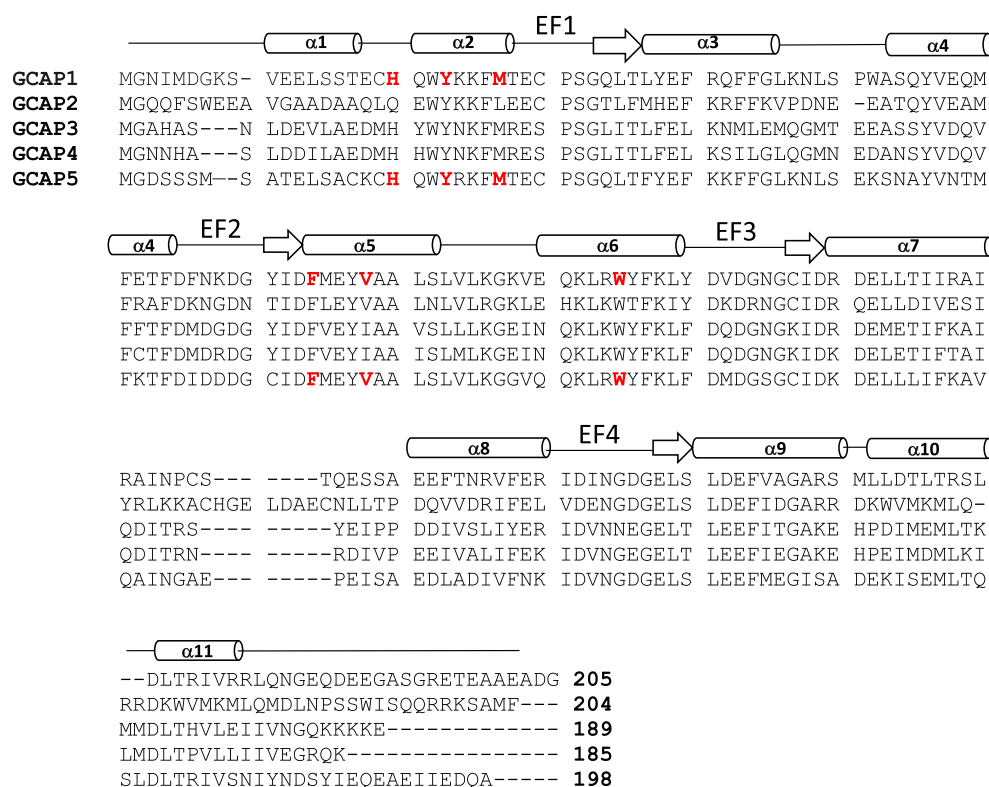 EF1
α1 α2 α3 α4
GCAP1 MGNIMDGKS- VEELSSTECH QWYKKFMTEC PSGQLTLYEF RQFFGLKNLS PWASQYVEQM
GCAP2 MGQQFSWEEA VGAADAAQLQ EWYKKFLEEC PSGTLFMHEF KRFFKVPDNE -EATQYVEAM
GCAP3 MGAHAS---N LDEVLAEDMH YWYNKFMRES PSGLITLFEL KNMLEMQGMT EEASSYVDQV
GCAP4 MGNNHA---S LDDILAEDMH HWYNKFMRES PSGLITLFEL KSILGLQGMN EDANSYVDQV
GCAP5 MGDSSSM--S ATELSACKCH QWYRKFMTEC PSGQLTFYEF KKFFGLKNLS EKSNAYVNTM
EF2 EF3
α4 α5 α6 α7
FETFDFNKDG YIDFMEYVAA LSLVLKGKVE QKLRWYFKLY DVDGNGCIDR DELLTIIRAI
FRAFDKNGDN TIDFLEYVAA LNLVLRGKLE HKLKWTFKIY DKDRNGCIDR QELLDIVESI
FFTFDMDGDG YIDFVEYIAA VSLLLKGEIN QKLKWYFKLF DQDGNGKIDR DEMETIFKAI
FCTFDMDRDG YIDFVEYIAA ISLMLKGEIN QKLKWYFKLF DQDGNGKIDK DELETIFTAI
FKTFDIDDDG CIDFMEYVAA LSLVLKGGVQ QKLRWYFKLF DMDGSGCIDK DELLLIFKAV
EF4
α8 α9 α10
RAINPCS--- ----TQESSA EEFTNRVFER IDINGDGELS LDEFVAGARS MLLDTLTRSL
YRLKKACHGE LDAECNLLTP DQVVDRIFEL VDENGDGELS LDEFIDGARR DKWVMKMLQ-
QDITRS---- -----YEIPP DDIVSLIYER IDVNNEGELT LEEFITGAKE HPDIMEMLTK
QDITRN---- -----RDIVP EEIVALIFEK IDVNGEGELT LEEFIEGAKE HPEIMDMLKI
QAINGAE--- -----PEISA EDLADIVFNK IDVNGDGELS LEEFMEGISA DEKISEMLTQ
α11
--DLTRIVRRLQNGEQDEEGASGRETEAAEADG 205
RRDKWVMKMLQMDLNPSSWISQQRRKSAMF--- 204
MMDLTHVLEIIVNGQKKKKE------------- 189
LMDLTPVLLIIVEGRQK---------------- 185
SLDLTRIVSNIYNDSYIEQEAEIIEDQA----- 198